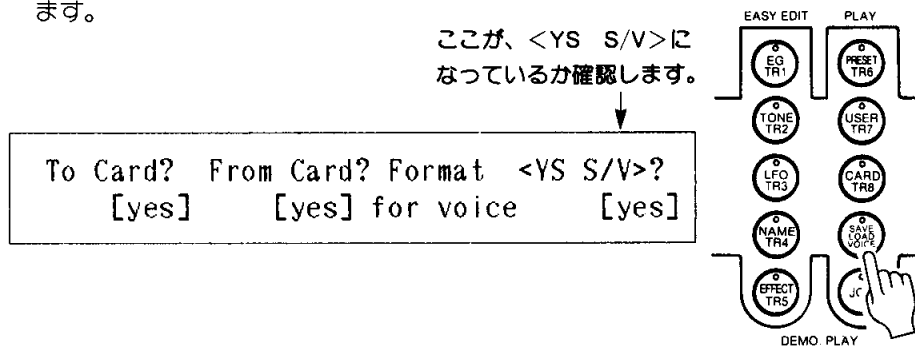 ます。
ここが、<YS S/V>に
なっているか確認します。
To Card? From Card? Format <YS S/V>?
[yes] [yes] for voice [yes]
EASY EDIT PLAY
EG
TR1
PRESET
TR6
TONE
TR2
USER
TR7
LFO
TR3
CARD
TR8
NAME
TR4
SAVE
LOAD
VOICE
EFFECT
TR5
DEMO. PLAY